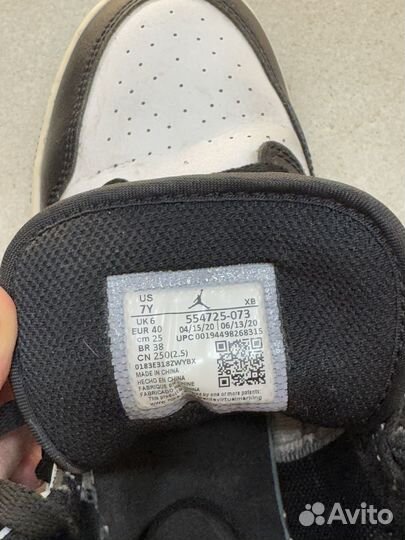 US
7Y
UK 6
EUR 40
cm 25
BR 38
CN 250(2.5)
0183E318ZWYBX
MADE IN CHINA
HECHO EN CHINA
FABRIQUÉ EN CHINE
XB
554725-073
04/15/20 06/13/20
UPC 00194498268315
Avito